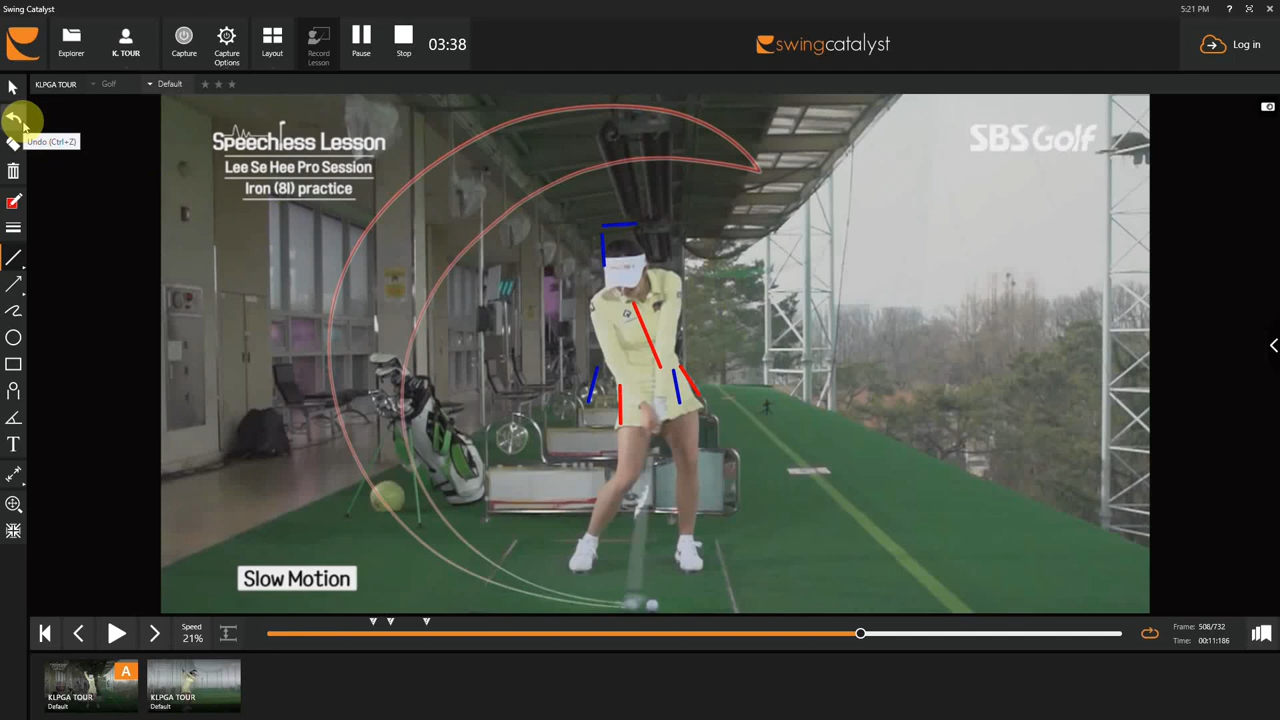 Swing Catalyst
5:21 PM
?
Explorer
K. TOUR
Capture
Capture
Options
Layout
Record
Lesson
Pause
Stop
03:38
swingcatalyst
Log in
KLPGA TOUR
Golf
Default
Undo (Ctrl+Z)
Speechless Lesson
Lee Se Hee Pro Session
Iron (8I) practice
SBS Golf
T
Slow Motion
Speed
21%
Frame: 508/732
Time: 00:11:186
A
KLPGA TOUR
Default
KLPGA TOUR
Default